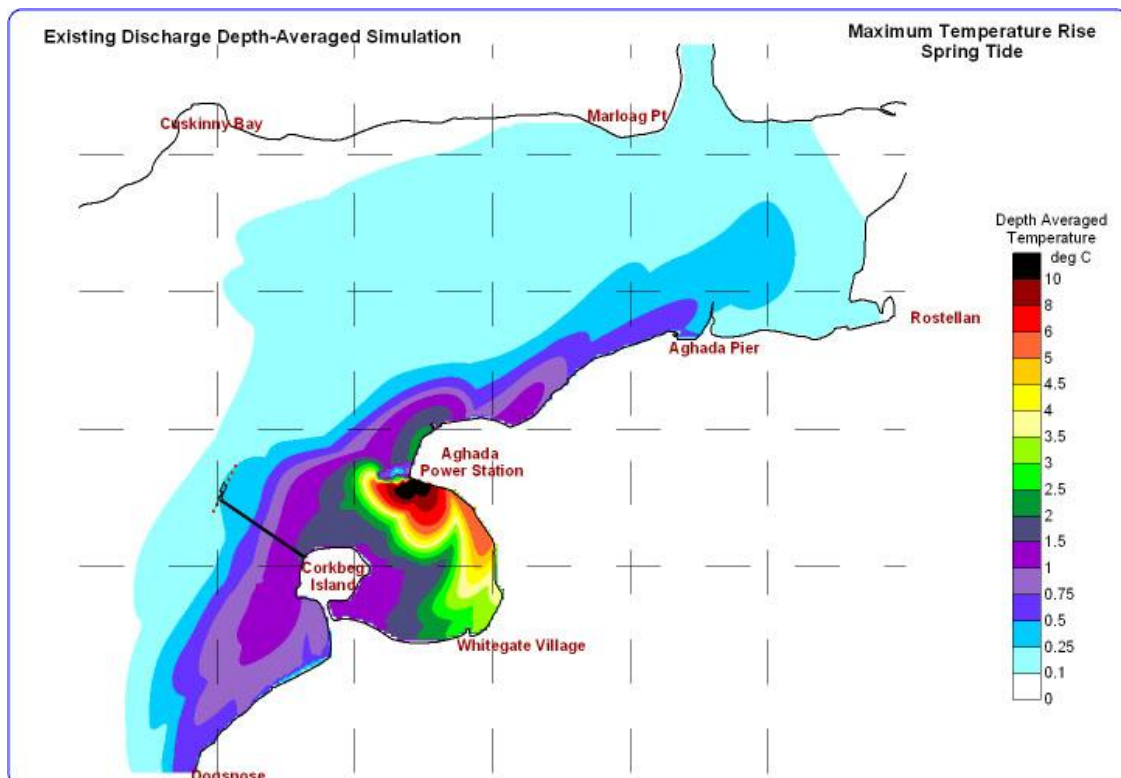 Existing Discharge Depth-Averaged Simulation
Maximum Temperature Rise
Spring Tide
Cuskinny Bay
Marloag Pt
Depth Averaged
Temperature
deg C
10
8
6
5
4.5
4
3.5
3
2.5
2
1.5
1
0.75
0.5
0.25
0.1
0
Rostellan
Aghada Pier
Aghada
Power Station
Corkbeg
Island
Whitegate Village
Dogsnose